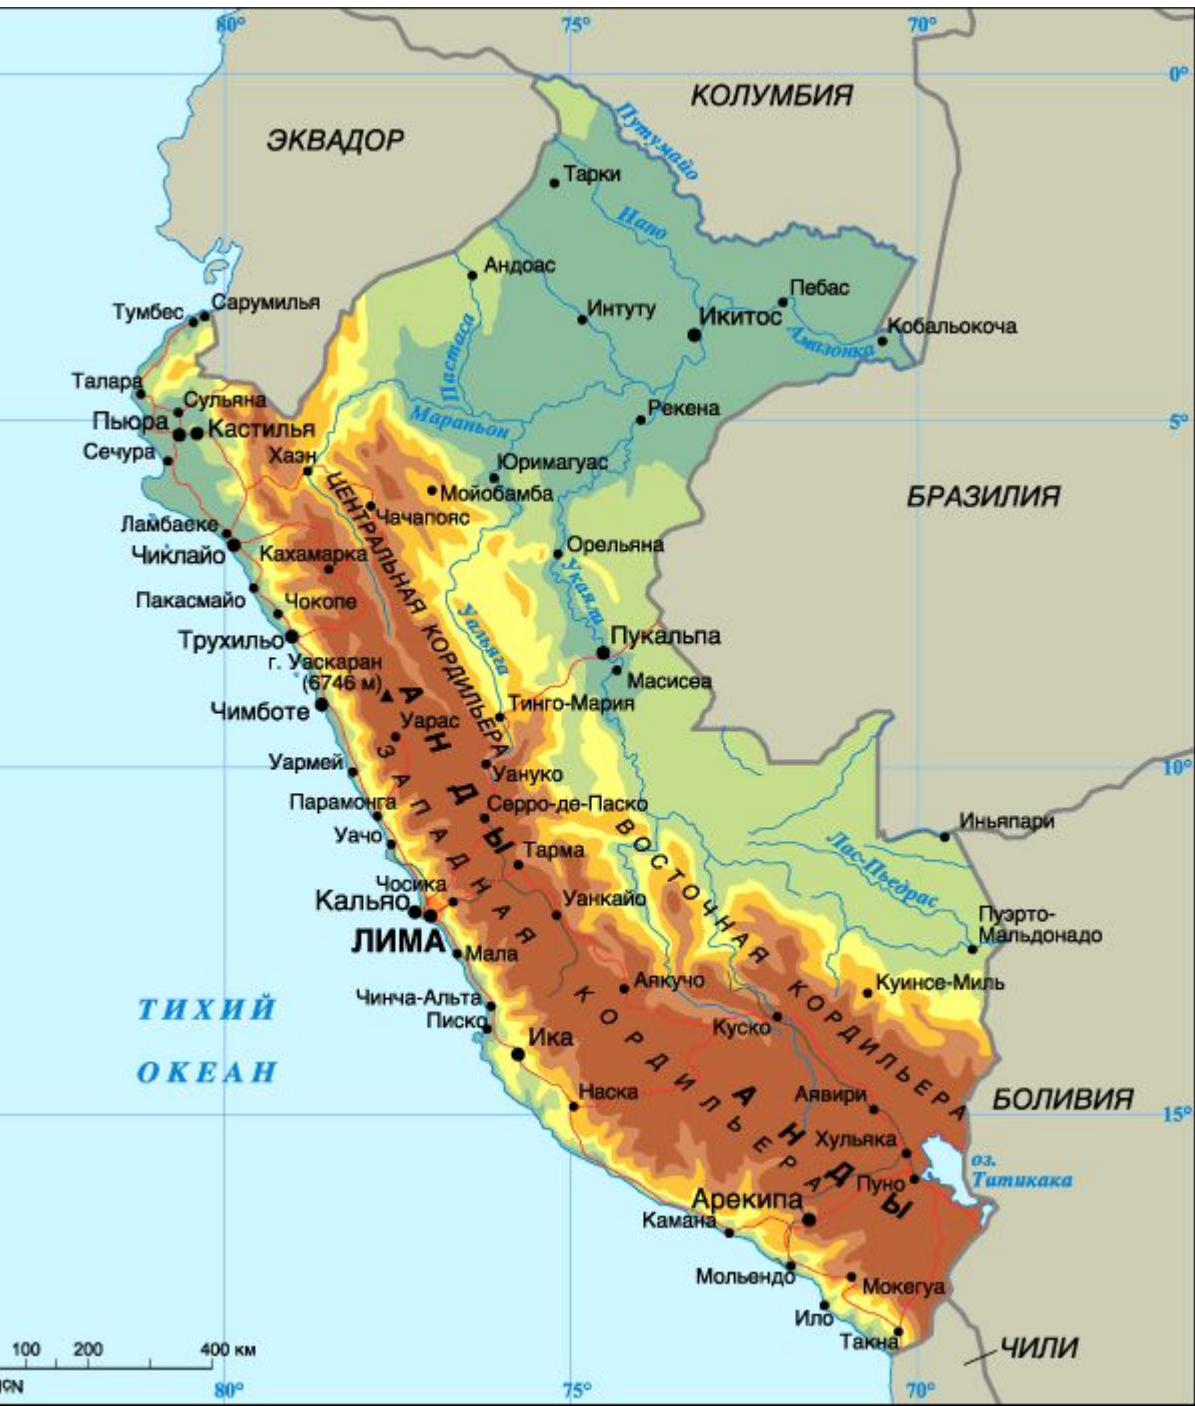 80°
75°
70°
0°
КОЛУМБИЯ
ЭКВАДОР
Путумайо
Тарки
Напо
Андоас
Пебас
Тумбес
Сарумилья
Интуту
Икитос
Амазонка
Кобальокоча
Пастаса
Талара
Сульяна
Рекена
Мараньон
5°
Пьюра
Кастилья
Сечура
Хаэн
Юримагуас
Мойобамба
БРАЗИЛИЯ
Чачапояс
ЦЕНТРАЛЬНАЯ КОРДИЛЬЕРА
Ламбаеке
Чиклайо
Кахамарка
Орельяна
Укаяли
Пакасмайо
Чокопе
Уальяга
Трухильо
Пукальпа
г. Уаскаран
(6746 м)
Масисеа
Чимботе
Тинго-Мария
Уарас
АНДЫ
ЗАПАДНАЯ КОРДИЛЬЕРА
Уармей
Уануко
10°
Парамонга
Серро-де-Паско
ВОСТОЧНАЯ КОРДИЛЬЕРА
Иньяпари
Уачо
Тарма
Лас-Пьедрас
Чосика
Кальяо
Уанкайо
Пуэрто-
Мальдонадо
ЛИМА
Мала
Аякучо
Куинсе-Миль
ТИХИЙ
ОКЕАН
Чинча-Альта
Писко
Куско
Ика
Наска
АНДЫ
Аявири
БОЛИВИЯ
15°
Хульяка
оз.
Титикака
Пуно
Арекипа
Камана
Мольендо
Мокегуа
Ило
Такна
ЧИЛИ
100 200 400 км
80°
75°
70°